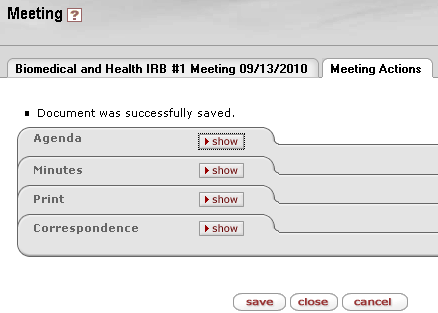 Meeting ?
Biomedical and Health IRB #1 Meeting 09/13/2010 Meeting Actions
Document was successfully saved.
Agenda show
Minutes show
Print show
Correspondence show
save close cancel